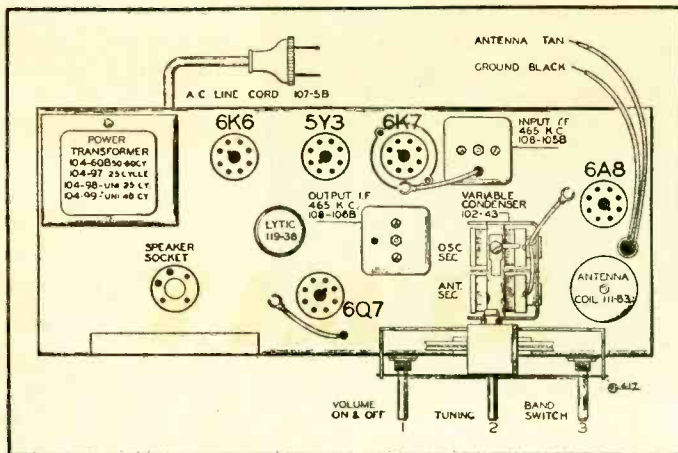 ANTENNA TAN
GROUND BLACK
A.C LINE CORD 107-5B
6K6
5Y3
6K7
INPUT I.F
465 K.C.
108-105B
6A8
POWER
TRANSFORMER
104-60B 50-60CY
104-97 25 CYCLE
104-98-UNI 25 CY.
104-99-UNI 40 CY
OUTPUT I.F
465 K C.
108-106B
VARIABLE
CONDENSER
102-43
LYTIC
119-38
SPEAKER
SOCKET
OSC
SEC
ANT.
SEC
6Q7
ANTENNA
COIL 111-83
VOLUME
ON & OFF
1
TUNING
2
BAND
SWITCH
3